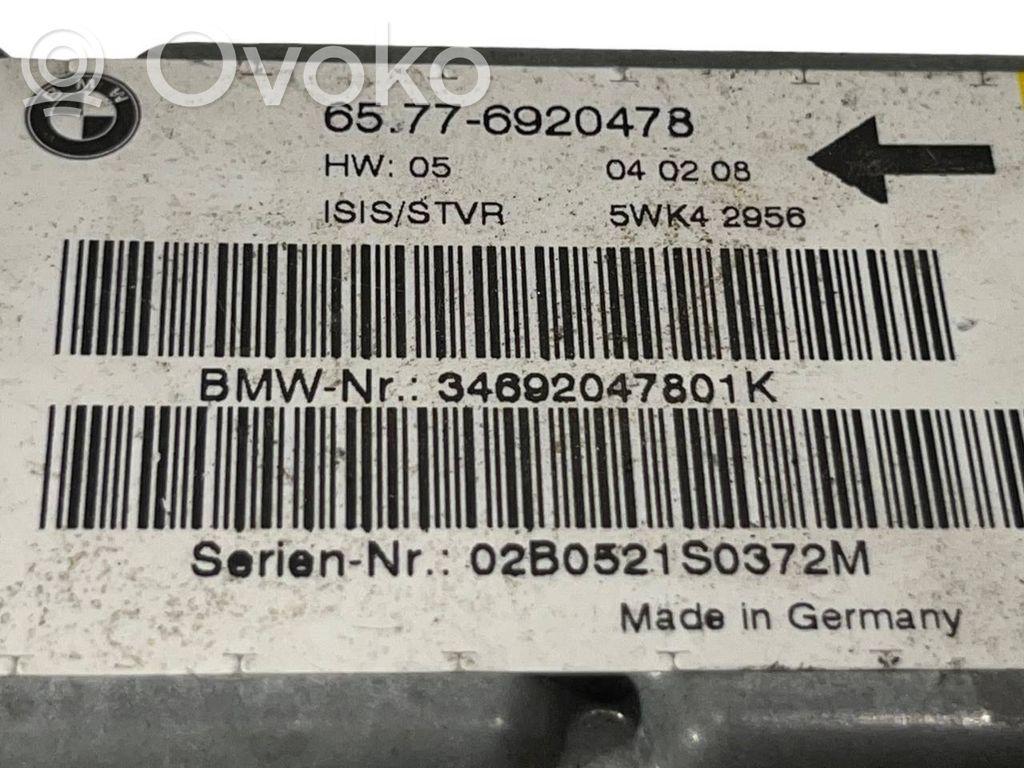 Ovoko
65.77-6920478
HW: 05 04 02 08
ISIS/STVR 5WK4 2956
BMW-Nr.: 34692047801K
Serien-Nr.: 02B0521S0372M
Made in Germany
Ovoko